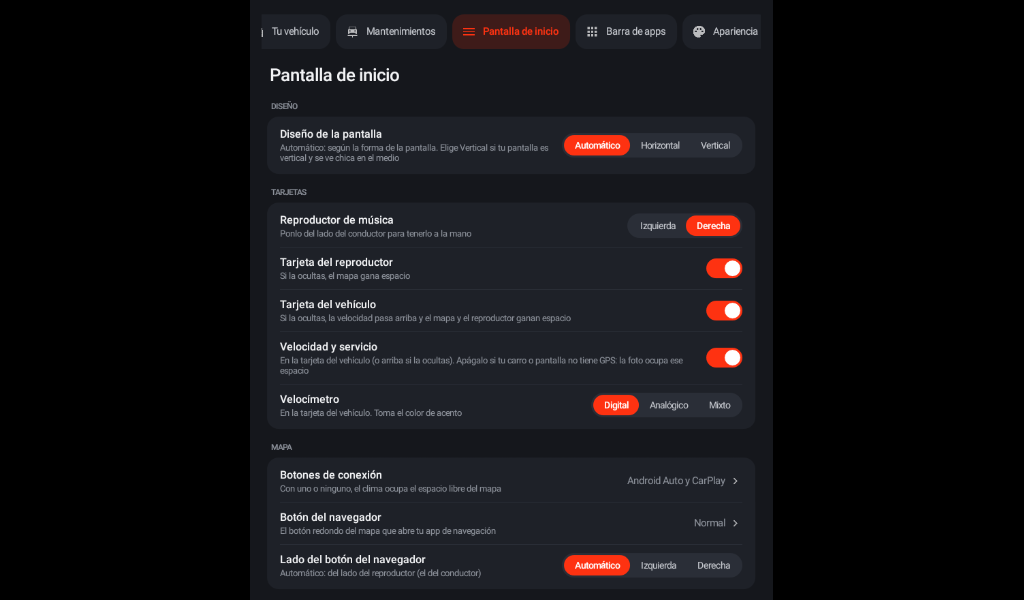 Tu vehículo
Mantenimientos
Pantalla de inicio
Barra de apps
Apariencia
Pantalla de inicio
DISEÑO
Diseño de la pantalla
Automático: según la forma de la pantalla. Elige Vertical si tu pantalla es
vertical y se ve chica en el medio
Automático
Horizontal
Vertical
TARJETAS
Reproductor de música
Ponlo del lado del conductor para tenerlo a la mano
Izquierda
Derecha
Tarjeta del reproductor
Si la ocultas, el mapa gana espacio
Tarjeta del vehículo
Si la ocultas, la velocidad pasa arriba y el mapa y el reproductor ganan espacio
Velocidad y servicio
En la tarjeta del vehículo (o arriba si la ocultas). Apágalo si tu carro o pantalla no tiene GPS: la foto ocupa ese
espacio
Velocímetro
En la tarjeta del vehículo. Toma el color de acento
Digital
Analógico
Mixto
MAPA
Botones de conexión
Con uno o ninguno, el clima ocupa el espacio libre del mapa
Android Auto y CarPlay
Botón del navegador
El botón redondo del mapa que abre tu app de navegación
Normal
Lado del botón del navegador
Automático: del lado del reproductor (el del conductor)
Automático
Izquierda
Derecha